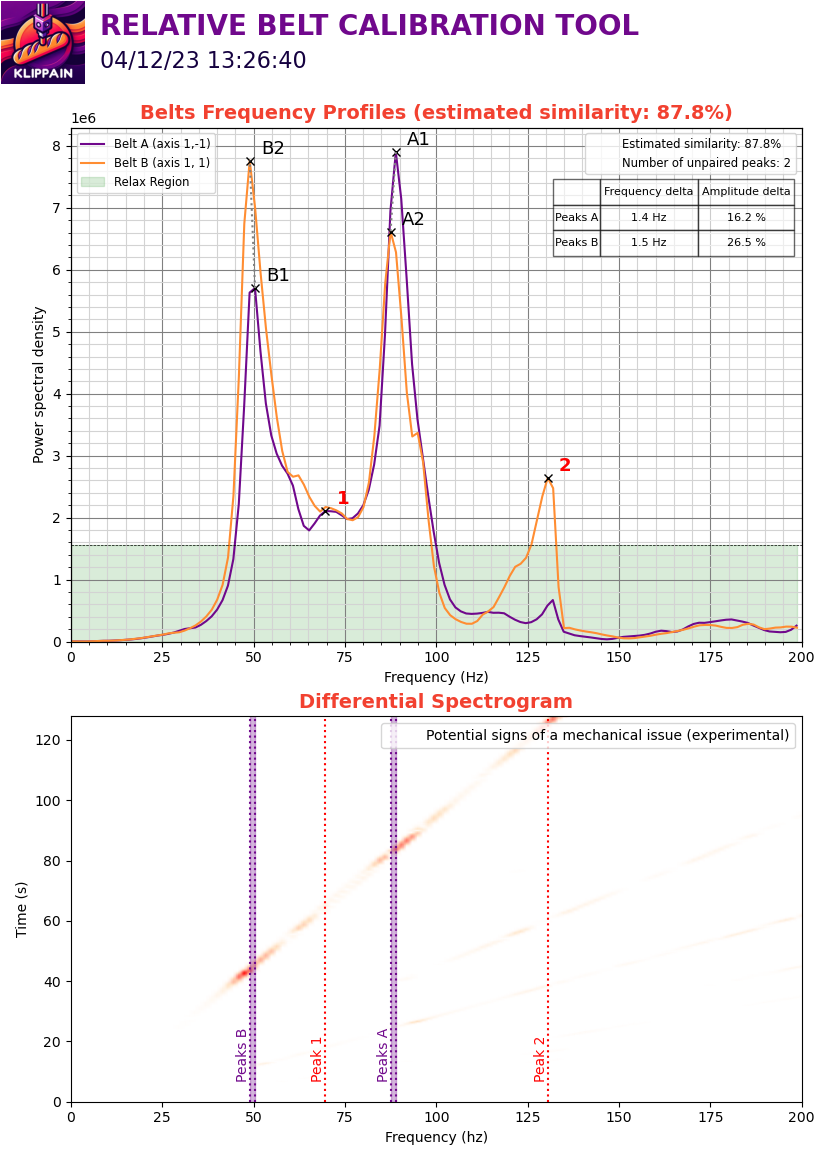 KLIPPAIN
RELATIVE BELT CALIBRATION TOOL
04/12/23 13:26:40
Belts Frequency Profiles (estimated similarity: 87.8%)
1e6
Belt A (axis 1,-1)
Belt B (axis 1, 1)
Relax Region
Estimated similarity: 87.8%
Number of unpaired peaks: 2
Frequency delta Amplitude delta
Peaks A 1.4 Hz 16.2 %
Peaks B 1.5 Hz 26.5 %
B2
A1
A2
B1
1
2
Power spectral density
8
7
6
5
4
3
2
1
0
0 25 50 75 100 125 150 175 200
Frequency (Hz)
Differential Spectrogram
Potential signs of a mechanical issue (experimental)
Time (s)
120
100
80
60
40
20
0
Peaks B
Peak 1
Peaks A
Peak 2
0 25 50 75 100 125 150 175 200
Frequency (hz)